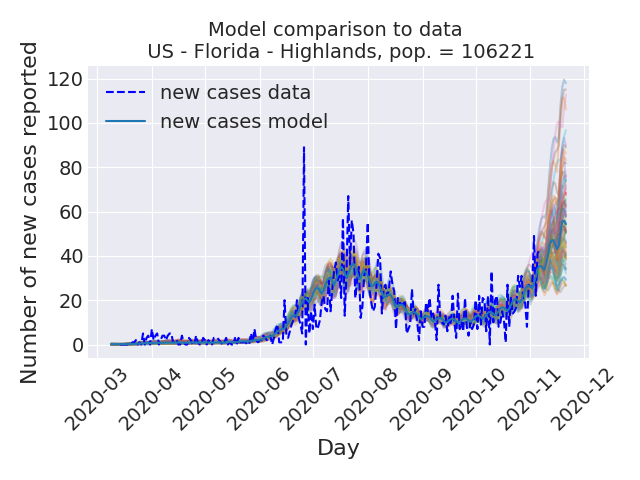 Model comparison to data
US - Florida - Highlands, pop. = 106221
Number of new cases reported
120
100
80
60
40
20
0
new cases data
new cases model
2020-03
2020-04
2020-05
2020-06
2020-07
2020-08
2020-09
2020-10
2020-11
2020-12
Day